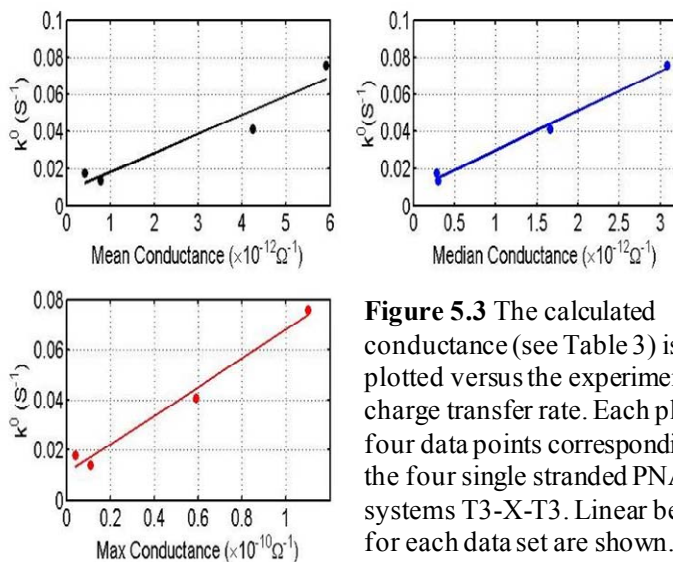 0.1
0.08
0.06
0.04
0.02
0
k⁰ (S⁻¹)
0 1 2 3 4 5 6
Mean Conductance (×10⁻¹²Ω⁻¹)
0.1
0.08
0.06
0.04
0.02
0
k⁰(S⁻¹)
0 0.5 1 1.5 2 2.5 3
Median Conductance (×10⁻¹²Ω⁻¹)
0.08
0.06
0.04
0.02
0
k⁰ (S⁻¹)
0 0.2 0.4 0.6 0.8 1
Max Conductance (×10⁻¹⁰Ω⁻¹)
Figure 5.3 The calculated
conductance (see Table 3) is
plotted versus the
charge transfer rate. Each
four data points
the four single stranded
systems T3-X-T3. Linear
for each data set are shown.